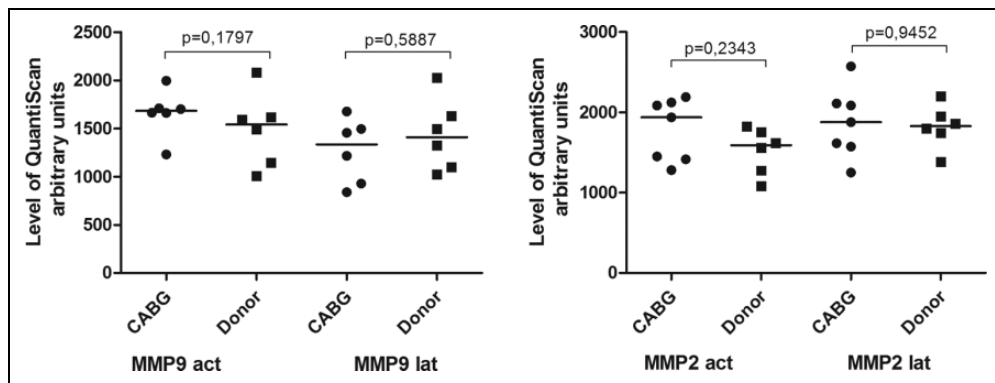 Level of QuantiScan
arbitrary units
2500
2000
1500
1000
500
0
p=0,1797
p=0,5887
CABG
Donor
CABG
Donor
MMP9 act
MMP9 lat
Level of QuantiScan
arbitrary units
3000
2000
1000
0
p=0,2343
p=0,9452
CABG
Donor
CABG
Donor
MMP2 act
MMP2 lat